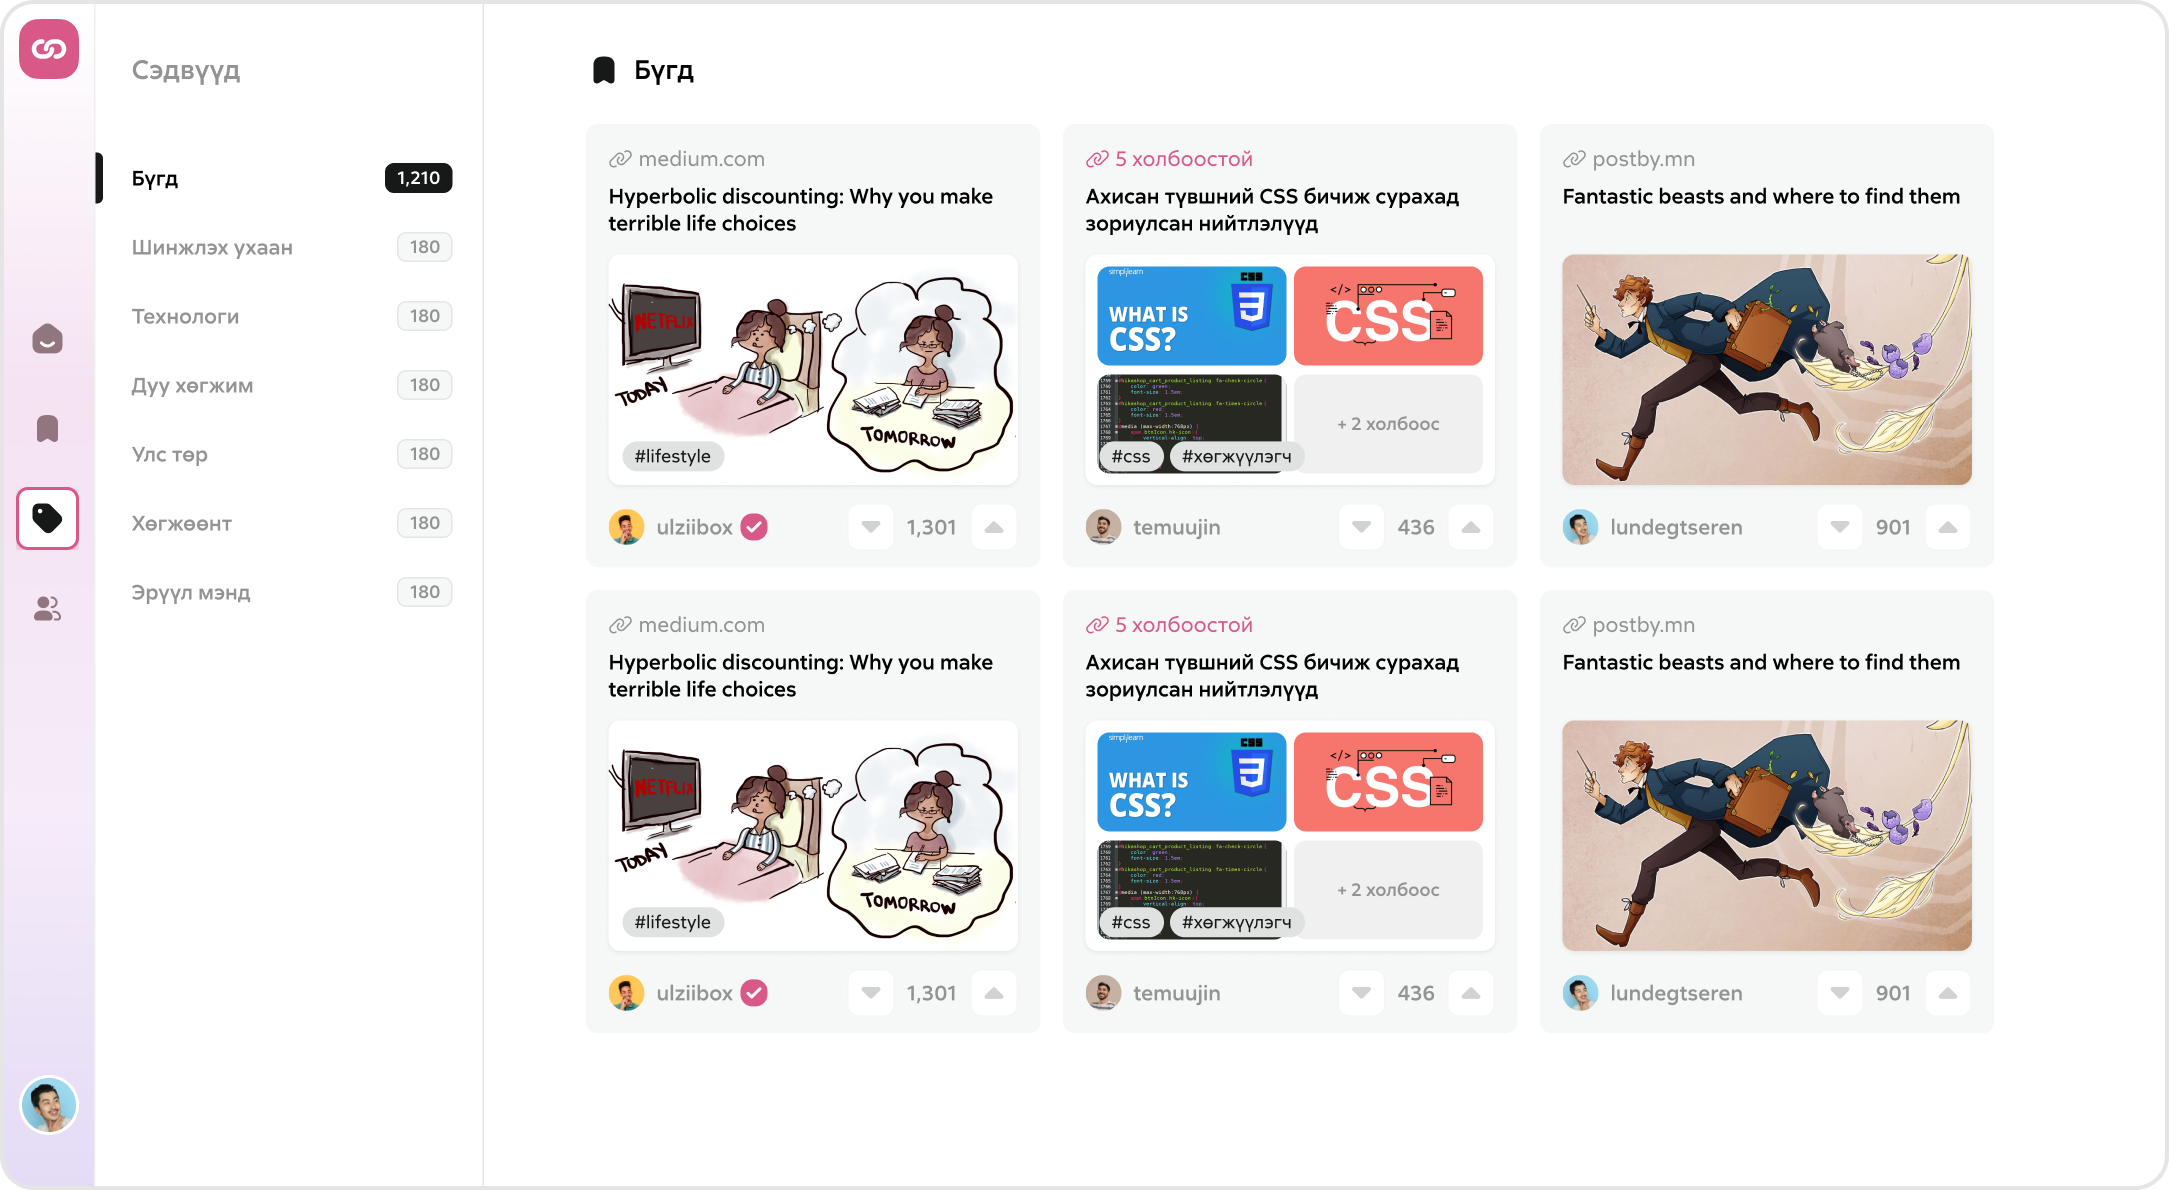 Сэдвүүд
Бүгд
1,210
Шинжлэх ухаан
180
Технологи
180
Дуу хөгжим
180
Улс төр
180
Хөгжөөнт
180
Эрүүл мэнд
180
Бүгд
medium.com
Hyperbolic discounting: Why you make
terrible life choices
NETFLIX
TODAY
TOMORROW
#lifestyle
ulziibox
1,301
5 холбоостой
Ахисан түвшний CSS бичиж сурахад
зориулсан нийтлэлүүд
simplilearn
CSS
WHAT IS
CSS?
</>
CSS
+ 2 холбоос
#css
#хөгжүүлэгч
temuujin
436
postby.mn
Fantastic beasts and where to find them
lundegtseren
901
medium.com
Hyperbolic discounting: Why you make
terrible life choices
NETFLIX
TODAY
TOMORROW
#lifestyle
ulziibox
1,301
5 холбоостой
Ахисан түвшний CSS бичиж сурахад
зориулсан нийтлэлүүд
simplilearn
CSS
WHAT IS
CSS?
</>
CSS
+ 2 холбоос
#css
#хөгжүүлэгч
temuujin
436
postby.mn
Fantastic beasts and where to find them
lundegtseren
901